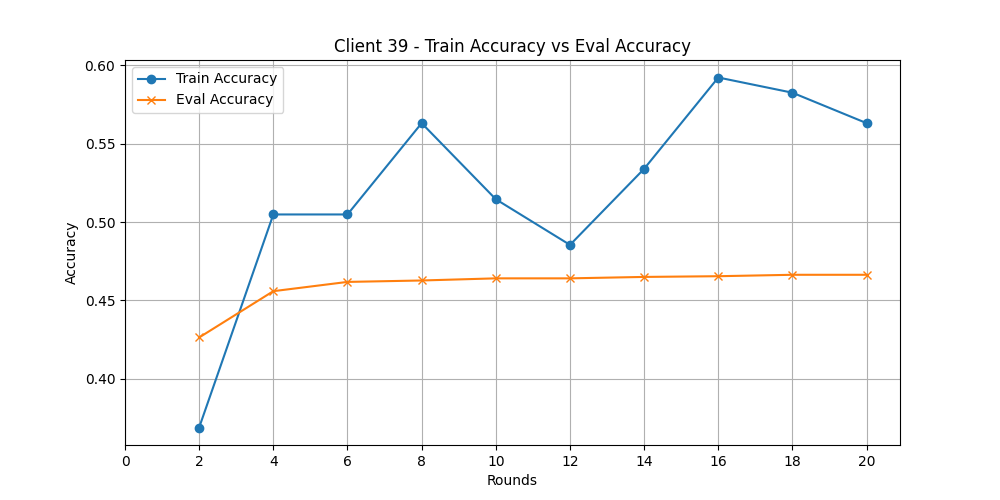 Client 39 - Train Accuracy vs Eval Accuracy
Train Accuracy
Eval Accuracy
0.60
0.55
0.50
0.45
0.40
Accuracy
0 2 4 6 8 10 12 14 16 18 20
Rounds